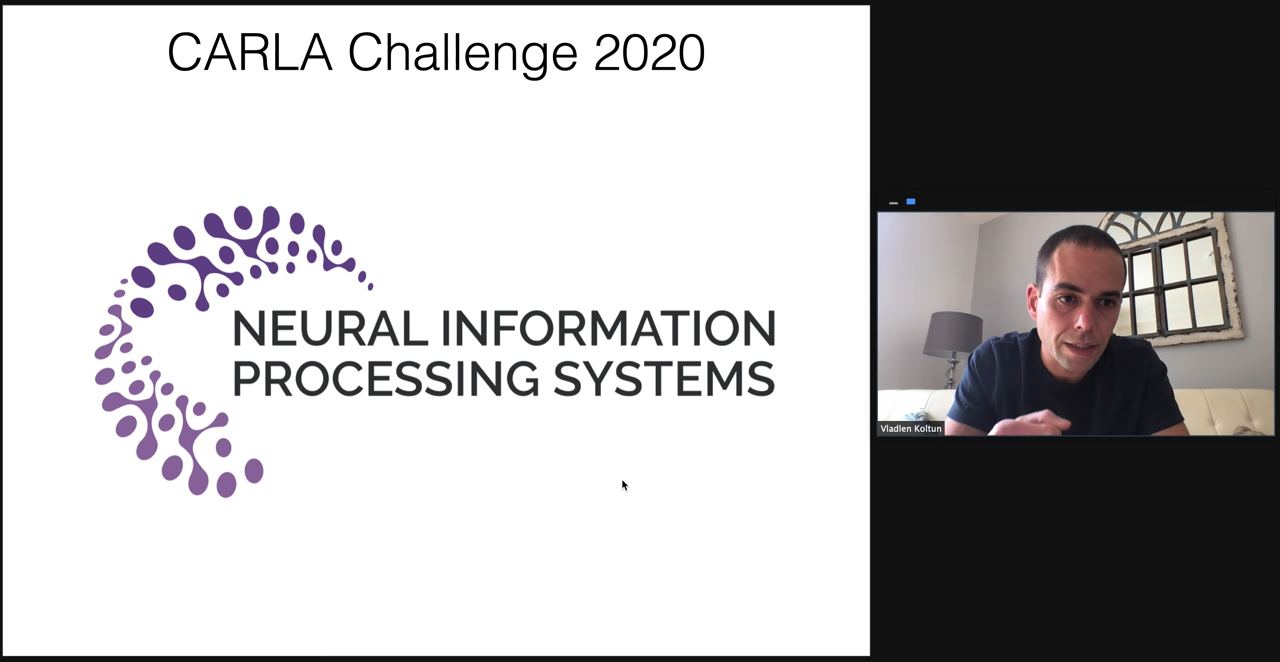 CARLA Challenge 2020
NEURAL INFORMATION
PROCESSING SYSTEMS
Vladlen Koltun